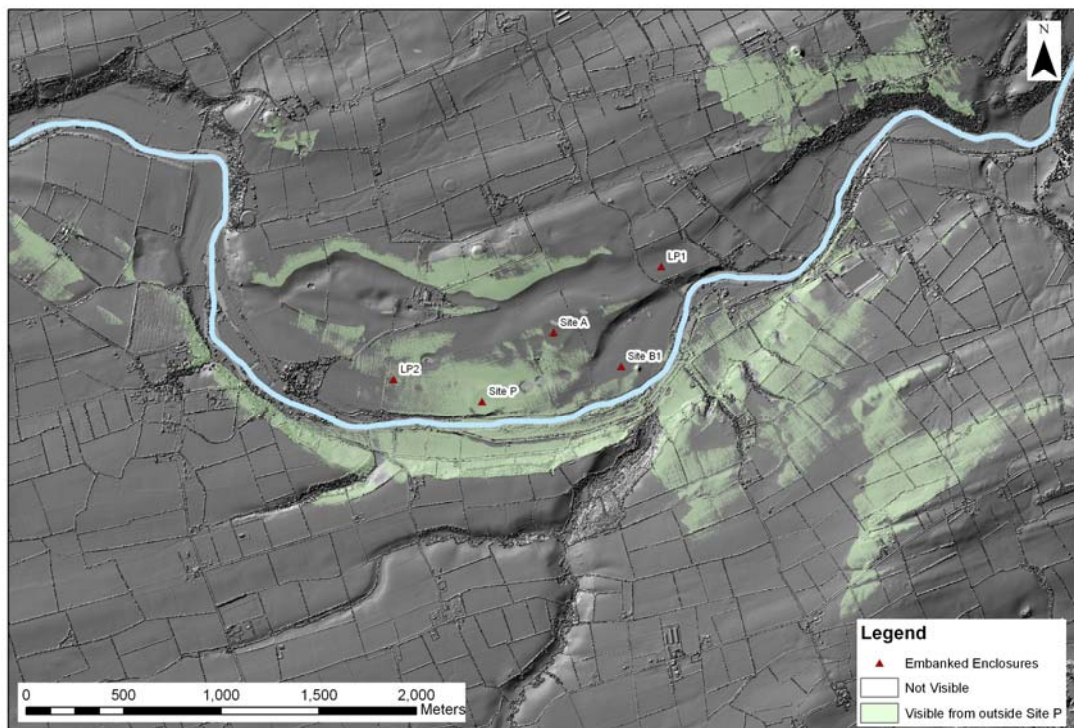 N
LP1
Site A
Site B1
LP2
Site P
Legend
Embanked Enclosures
Not Visible
Visible from outside Site P
0 500 1,000 1,500 2,000
Meters